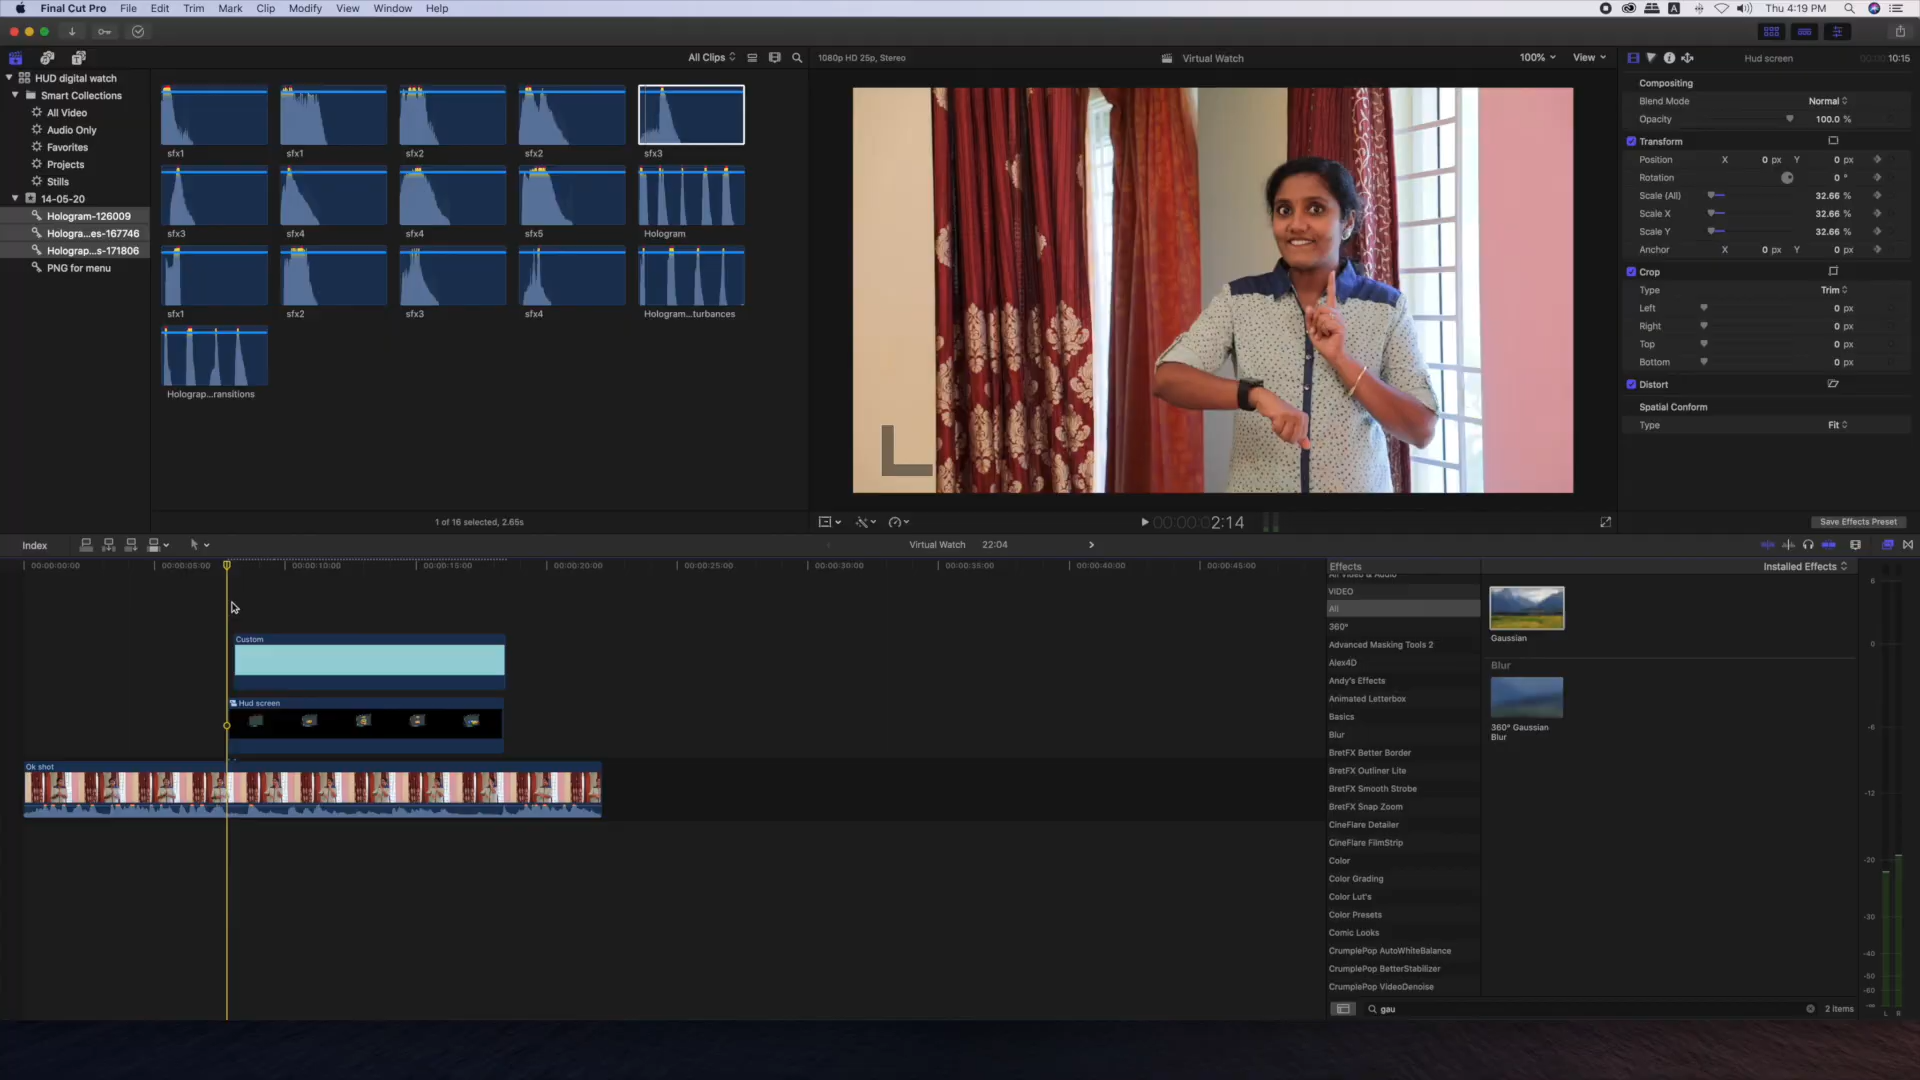 Final Cut Pro File Edit Trim Mark Clip Modify View Window Help
Thu 4:19 PM
HUD digital watch
Smart Collections
All Video
Audio Only
Favorites
Projects
Stills
14-05-20
Hologram-126009
Hologra...es-167746
Holograp...s-171806
PNG for menu
All Clips
sfx1 sfx1 sfx2 sfx2 sfx3
sfx3 sfx4 sfx4 sfx5 Hologram
sfx1 sfx2 sfx3 sfx4 Hologram...turbances
Holograp...ransitions
1 of 16 selected, 2.65s
1080p HD 25p, Stereo
Virtual Watch
100%
View
2:14
Hud screen
10:15
Compositing
Blend Mode Normal
Opacity 100.0 %
Transform
Position X 0 px Y 0 px
Rotation 0 °
Scale (All) 32.66 %
Scale X 32.66 %
Scale Y 32.66 %
Anchor X 0 px Y 0 px
Crop
Type Trim
Left 0 px
Right 0 px
Top 0 px
Bottom 0 px
Distort
Spatial Conform
Type Fit
Save Effects Preset
Index
Virtual Watch 22:04
00:00:00:00 00:00:05:00 00:00:10:00 00:00:15:00 00:00:20:00 00:00:25:00 00:00:30:00 00:00:35:00 00:00:40:00 00:00:45:00
Custom
Hud screen
Ok shot
Effects
Installed Effects
All Video & Audio
VIDEO
All
360°
Advanced Masking Tools 2
Alex4D
Andy's Effects
Animated Letterbox
Basics
Blur
BretFX Better Border
BretFX Outliner Lite
BretFX Smooth Strobe
BretFX Snap Zoom
CineFlare Detailer
CineFlare FilmStrip
Color
Color Grading
Color Lut's
Color Presets
Comic Looks
CrumplePop AutoWhiteBalance
CrumplePop BetterStabilizer
CrumplePop VideoDenoise
Gaussian
Blur
360° Gaussian
Blur
gau
2 items
6
0
-6
-12
-20
-30
-40
-50
-60
L R